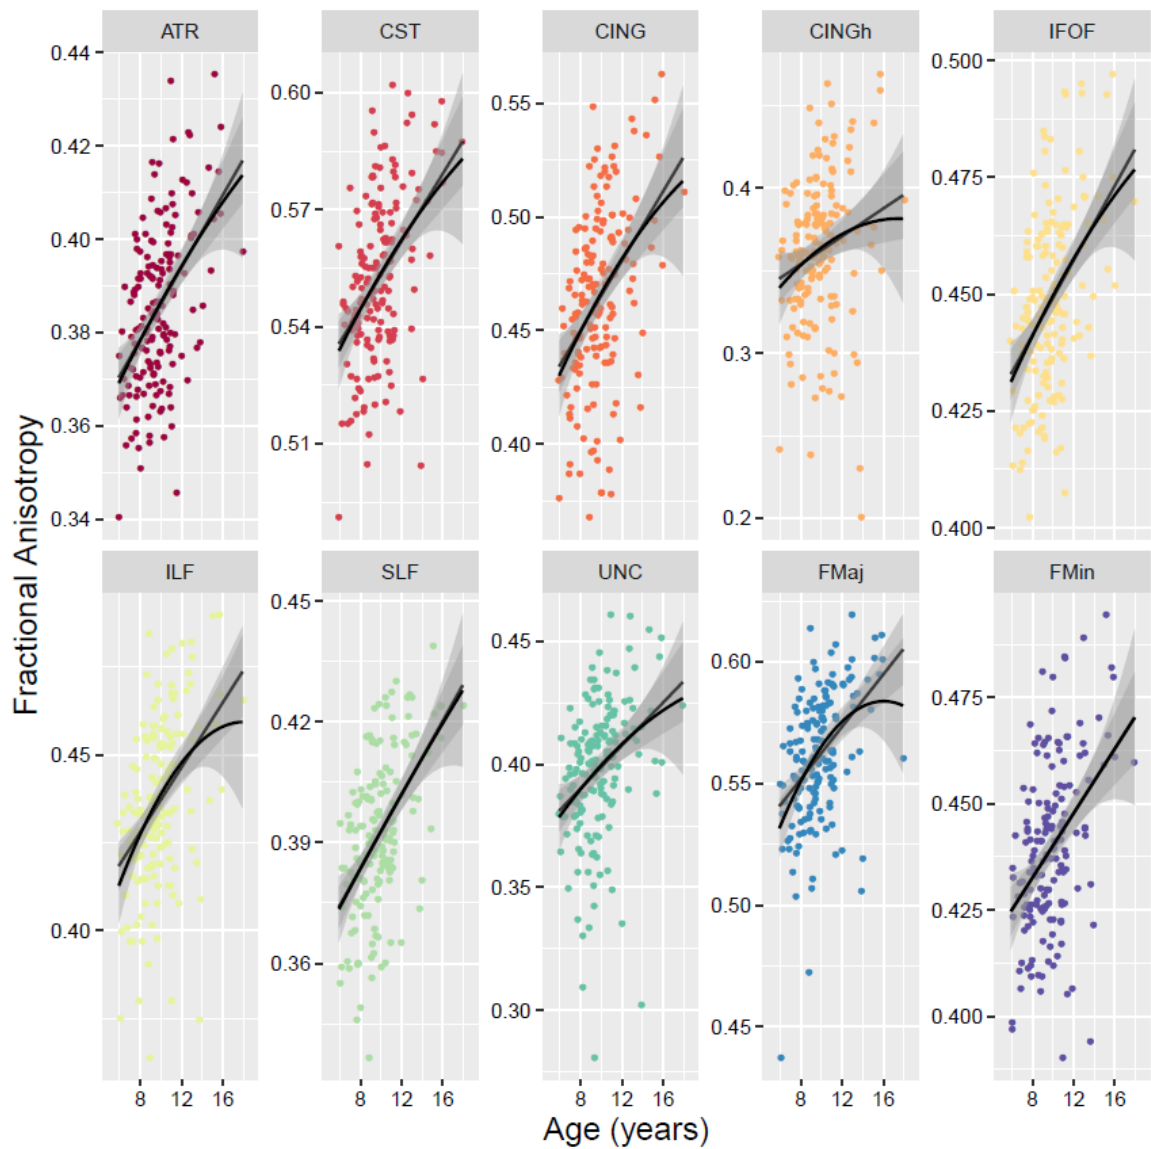 ATR CST CING CINGh IFOF
0.44 0.42 0.40 0.38 0.36 0.34
0.60 0.57 0.54 0.51
0.55 0.50 0.45 0.40
0.4 0.3 0.2
0.500 0.475 0.450 0.425 0.400
Fractional Anisotropy
ILF SLF UNC FMaj FMin
0.45 0.40
0.45 0.42 0.39 0.36
0.45 0.40 0.35 0.30
0.60 0.55 0.50 0.45
0.475 0.450 0.425 0.400
8 12 16 8 12 16 8 12 16 8 12 16 8 12 16
Age (years)